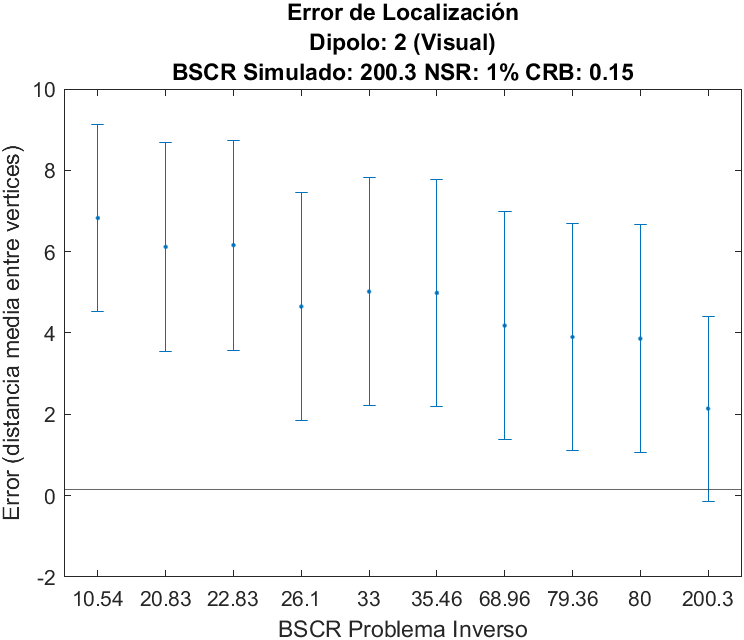 Error de Localización
Dipolo: 2 (Visual)
BSCR Simulado: 200.3 NSR: 1% CRB: 0.15
Error (distancia media entre vertices)
10
8
6
4
2
0
-2
10.54 20.83 22.83 26.1 33 35.46 68.96 79.36 80 200.3
BSCR Problema Inverso